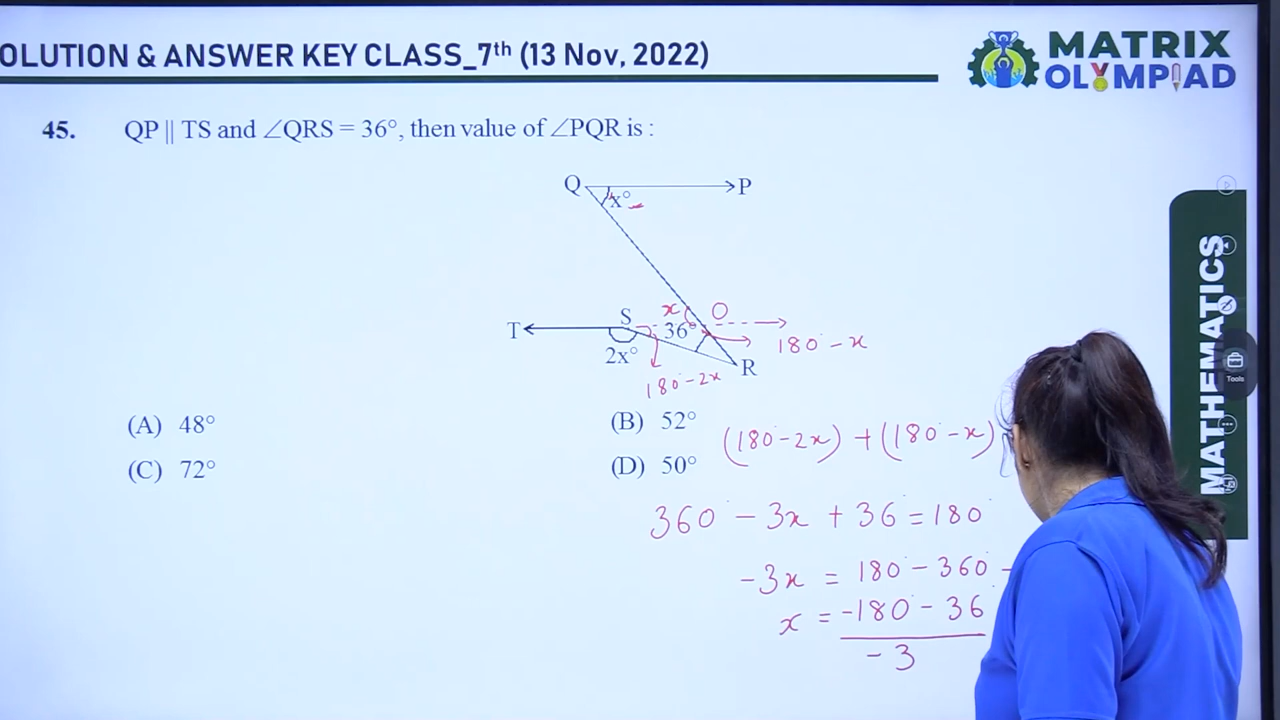 OLUTION & ANSWER KEY CLASS_7th (13 Nov, 2022)
MATRIX
OLYMPIAD
45. QP || TS and ∠QRS = 36°, then value of ∠PQR is :
Q
P
x°
S
x
O
T
36°
180° - x
2x°
R
180° - 2x
(A) 48°
(B) 52°
(C) 72°
(D) 50°
(180° - 2x) + (180° - x)
360° - 3x + 36° = 180°
-3x = 180° - 360° -
x = -180° - 36°
-3
MATHEMATICS
Tools